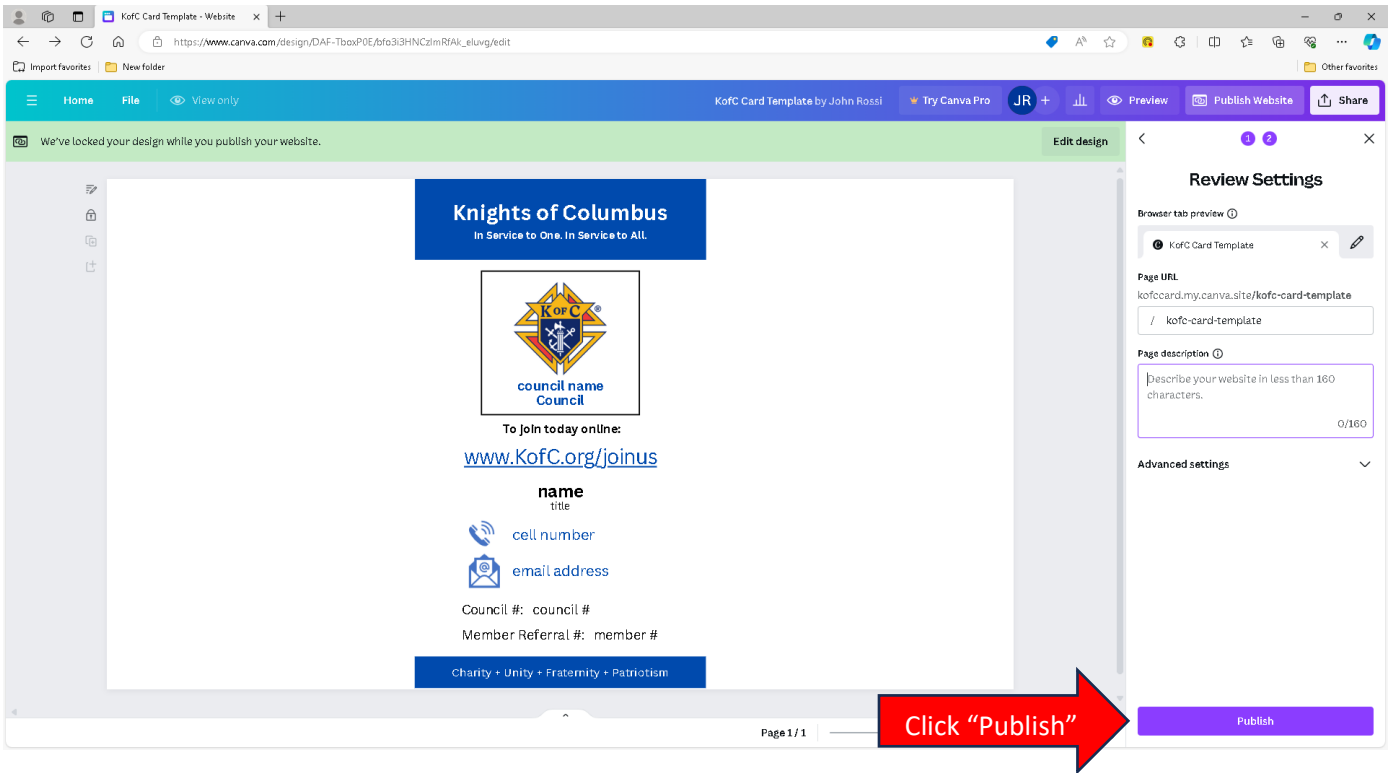 KofC Card Template - Website
https://www.canva.com/design/DAF-TboxP0E/bfo3i3HNCzlmRfAk_eluvg/edit
Import favorites
New folder
Other favorites
Home
File
View only
KofC Card Template by John Rossi
Try Canva Pro
JR
Preview
Publish Website
Share
We've locked your design while you publish your website.
Edit design
Knights of Columbus
In Service to One. In Service to All.
K OF C
council name
Council
To join today online:
www.KofC.org/joinus
name
title
cell number
email address
Council #: council #
Member Referral #: member #
Charity + Unity + Fraternity + Patriotism
Page 1 / 1
Click “Publish”
1 2
Review Settings
Browser tab preview
KofC Card Template
Page URL
kofccard.my.canva.site/kofc-card-template
/ kofc-card-template
Page description
Describe your website in less than 160
characters.
0/160
Advanced settings
Publish